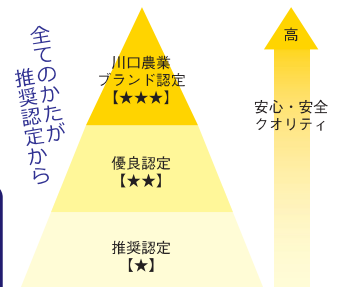 全てのかたが
推奨認定から
川口農業
ブランド認定
【★★★】
優良認定
【★★】
推奨認定
【★】
高
安心・安全
クオリティ